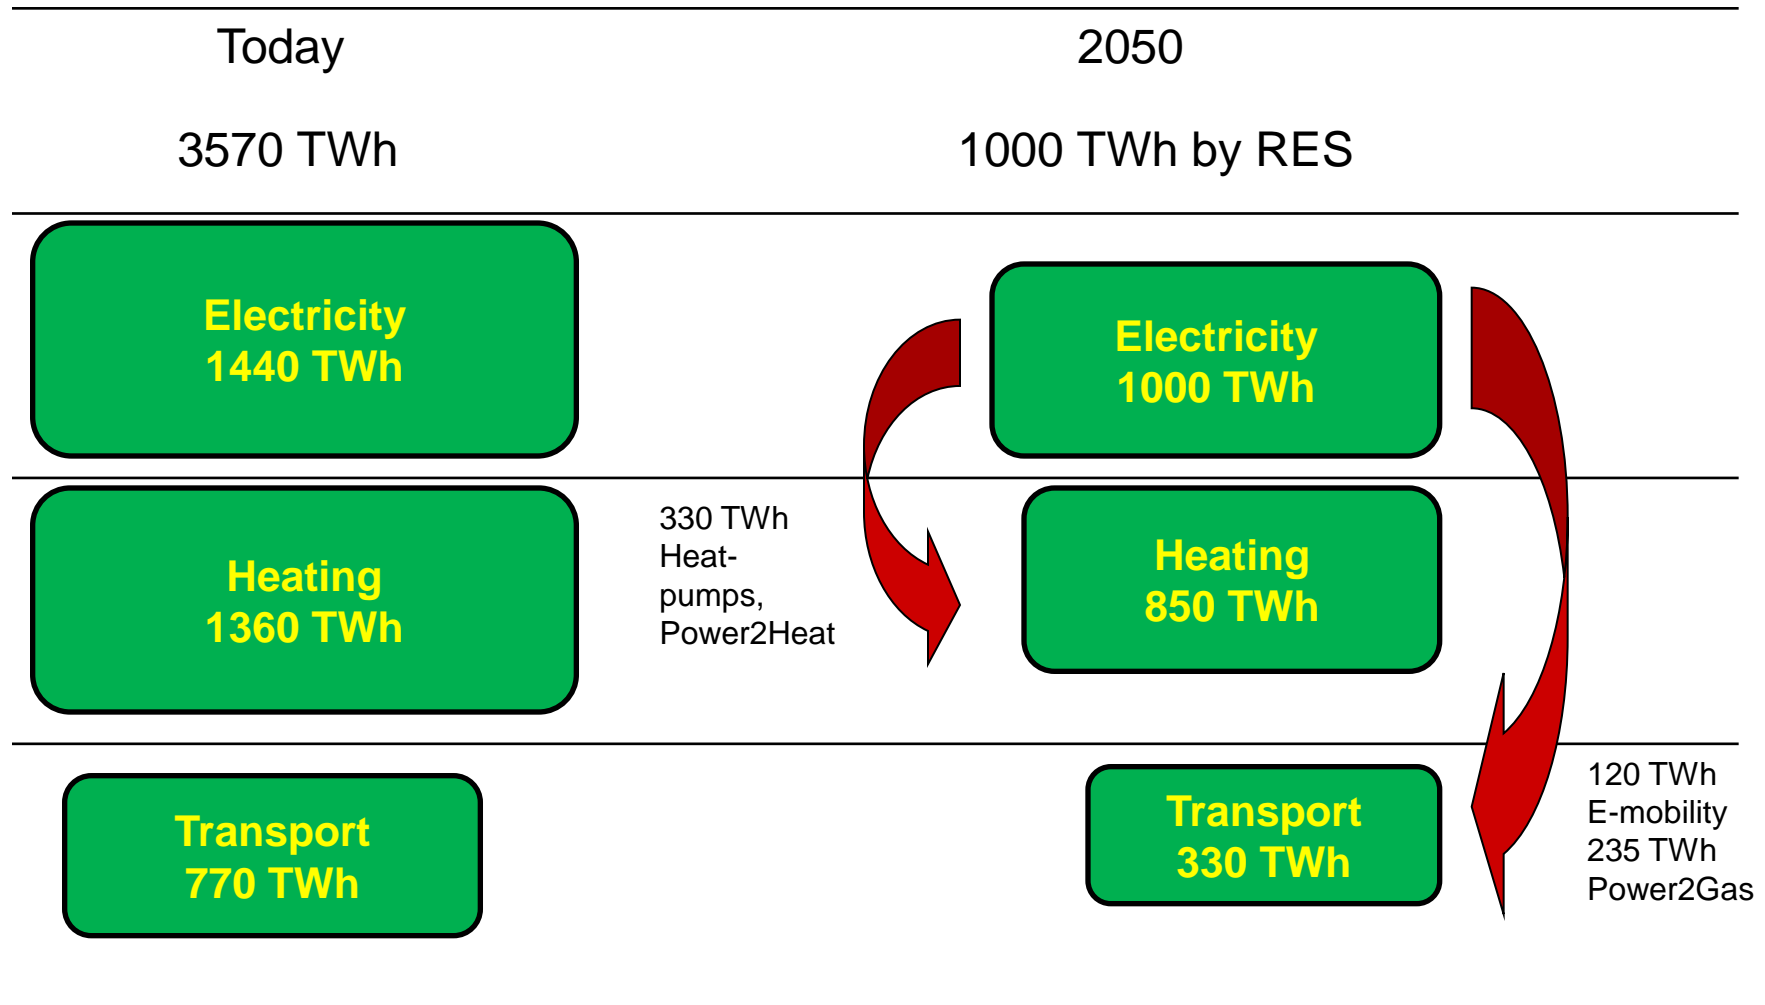 Today
2050
3570 TWh
1000 TWh by RES
Electricity
1440 TWh
Electricity
1000 TWh
Heating
1360 TWh
330 TWh
Heat-
pumps,
Power2Heat
Heating
850 TWh
Transport
770 TWh
Transport
330 TWh
120 TWh
E-mobility
235 TWh
Power2Gas